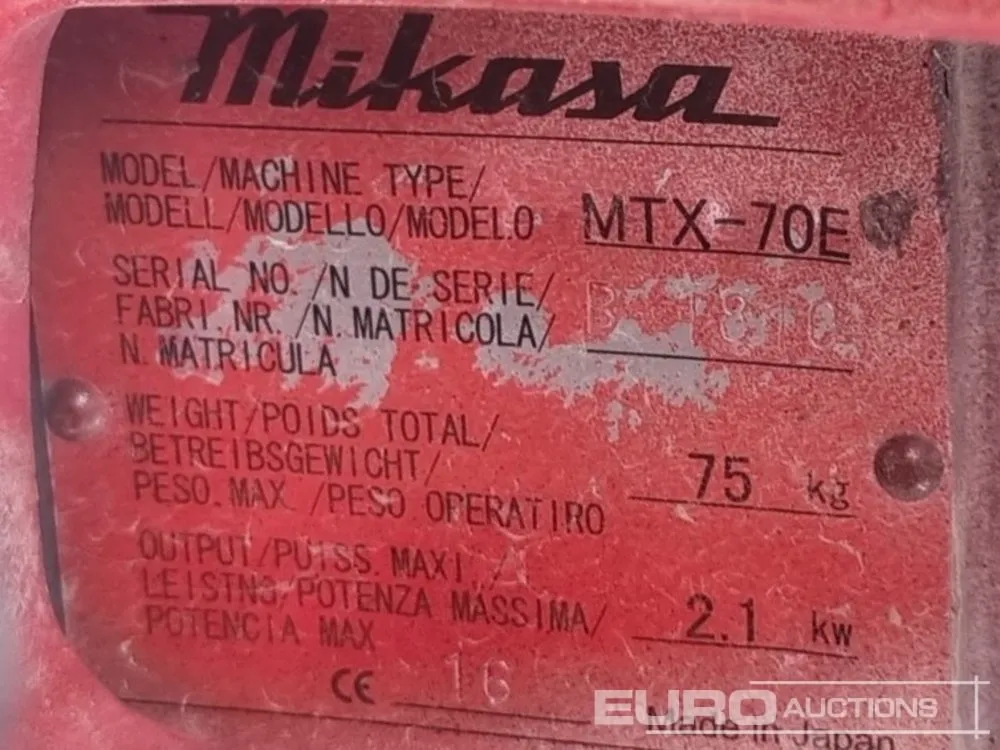 Mikasa
MODEL/MACHINE TYPE/
MODELL/MODELLO/MODELO MTX-70E
SERIAL NO./N DE SERIE/
FABRI.NR./N.MATRICOLA/
N.MATRICULA
WEIGHT/POIDS TOTAL/
BETREIBSGEWICHT/
PESO.MAX./PESO OPERATIRO 75 kg
OUTPUT/PUISS.MAXI./
LEISTNG/POTENZA MASSIMA/
POTENCIA MAX 2.1 kw
CE 16
EURO AUCTIONS
Made in Japan